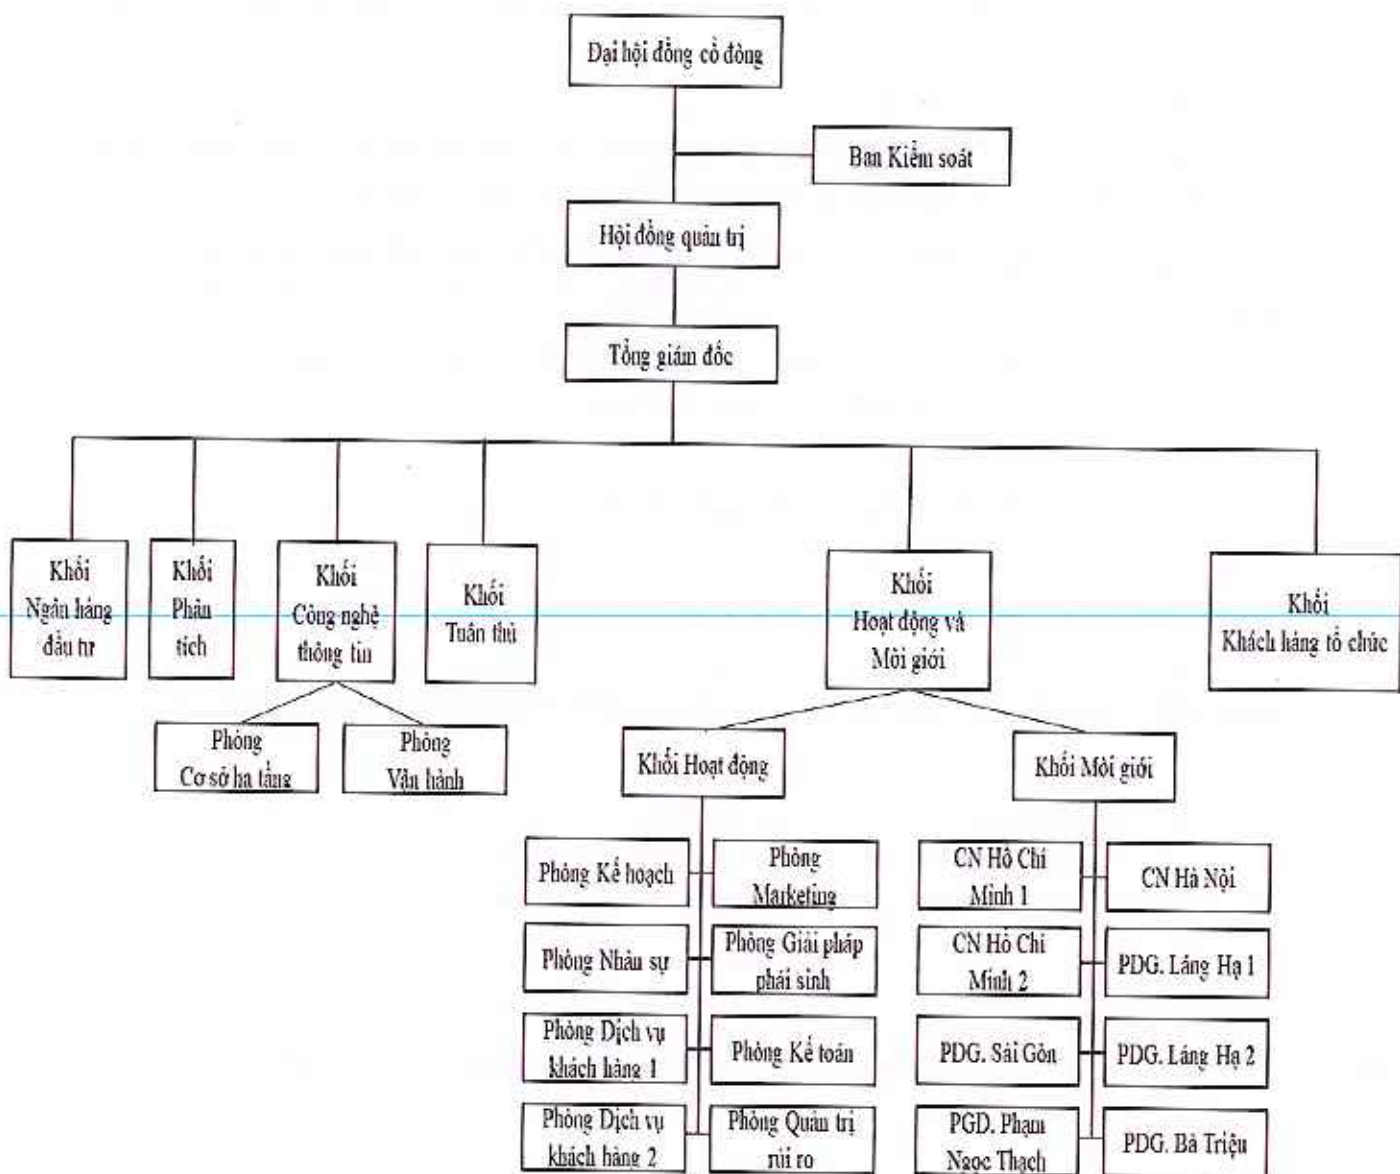 Đại hội đồng cổ đông
Ban Kiểm soát
Hội đồng quản trị
Tổng giám đốc
Khối
Ngân hàng
đầu tư
Khối
Phân
tích
Khối
Công nghệ
thông tin
Khối
Tuân thủ
Khối
Hoạt động và
Môi giới
Khối
Khách hàng tổ chức
Phòng
Cơ sở hạ tầng
Phòng
Vận hành
Khối Hoạt động
Khối Môi giới
Phòng Kế hoạch
Phòng
Marketing
Phòng Nhân sự
Phòng Giải pháp
phái sinh
Phòng Dịch vụ
khách hàng 1
Phòng Kế toán
Phòng Dịch vụ
khách hàng 2
Phòng Quản trị
rủi ro
CN Hồ Chí
Minh 1
CN Hà Nội
CN Hồ Chí
Minh 2
PDG. Láng Hạ 1
PDG. Sài Gòn
PDG. Láng Hạ 2
PGD. Phạm
Ngọc Thạch
PDG. Bà Triệu